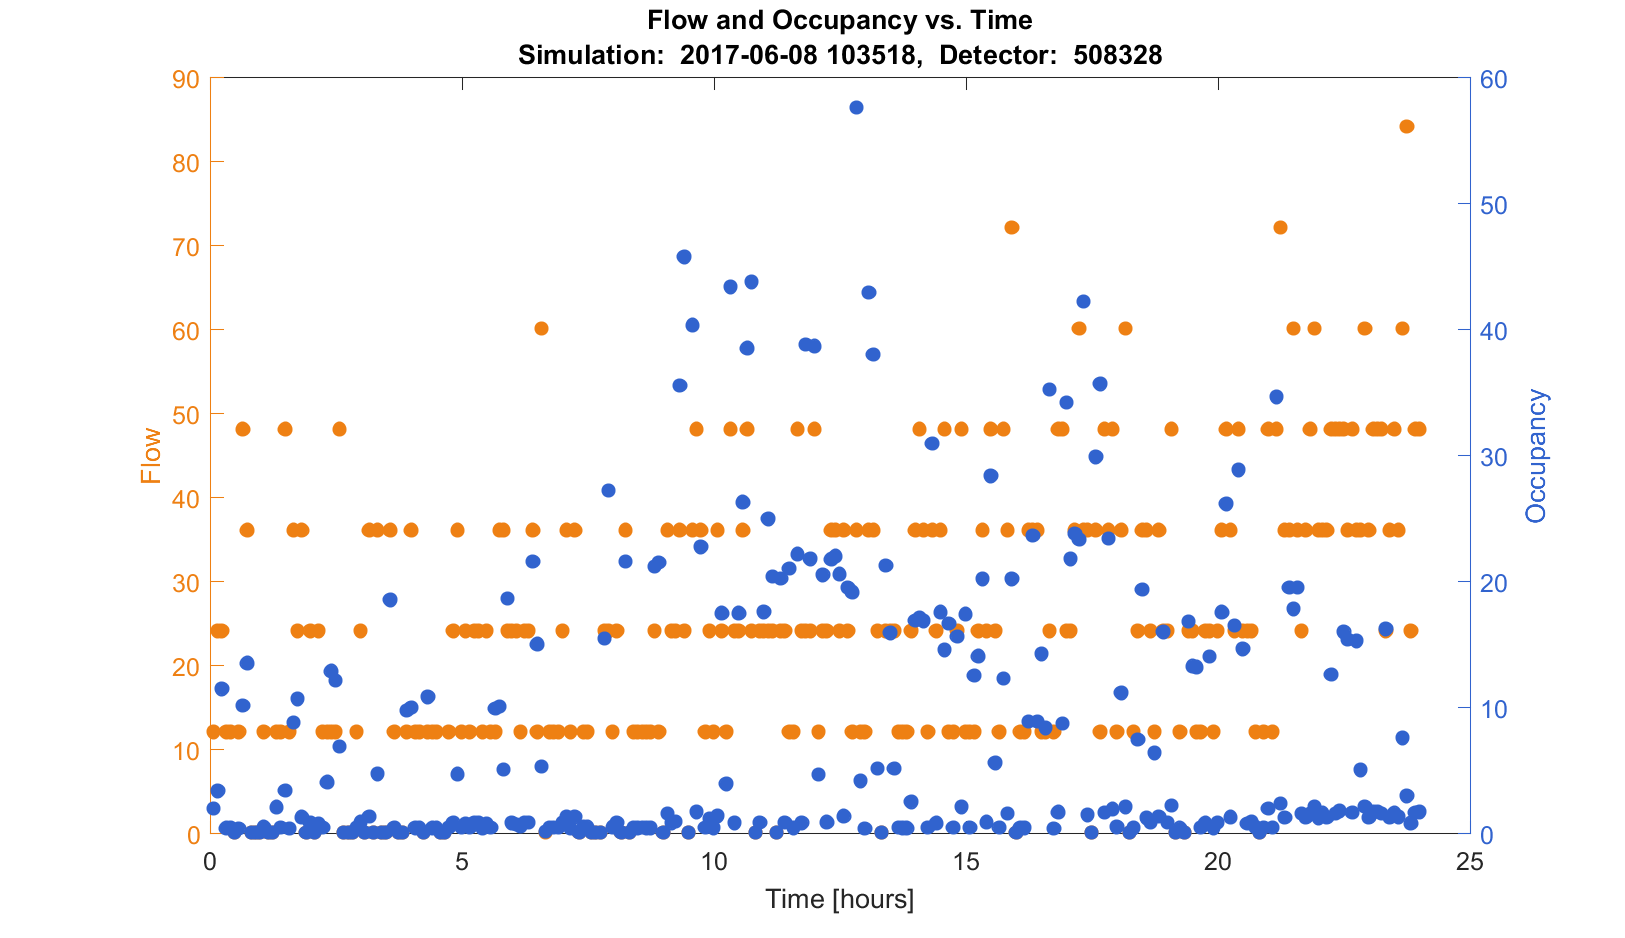 Flow and Occupancy vs. Time
Simulation:  2017-06-08 103518,  Detector:  508328
90
80
70
60
50
40
30
20
10
0
Flow
60
50
40
30
20
10
0
Occupancy
0 5 10 15 20 25
Time [hours]